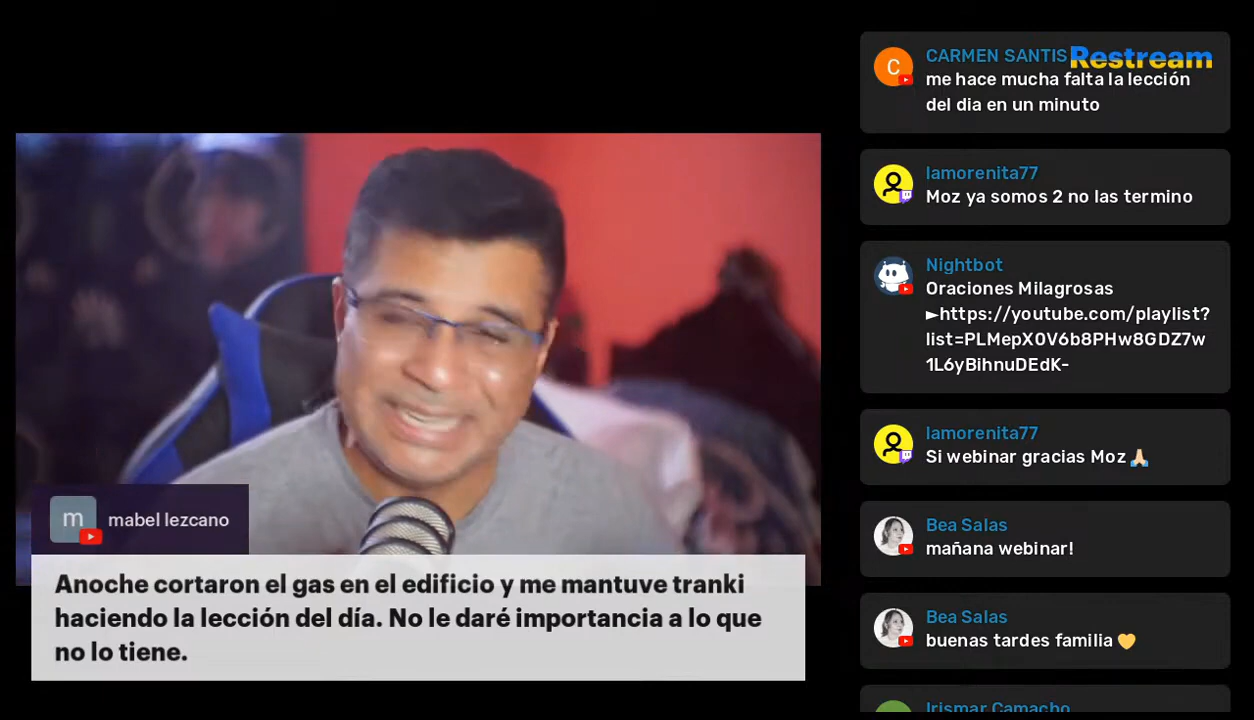 CARMEN SANTIS
Restream
me hace mucha falta la lección
del dia en un minuto
lamorenita77
Moz ya somos 2 no las termino
Nightbot
Oraciones Milagrosas
►https://youtube.com/playlist?
list=PLMepX0V6b8PHw8GDZ7w
1L6yBihnuDEdK-
lamorenita77
Si webinar gracias Moz 🙏🏻
Bea Salas
mañana webinar!
Bea Salas
buenas tardes familia 💛
Irismar Camacho
m mabel lezcano
Anoche cortaron el gas en el edificio y me mantuve tranki
haciendo la lección del día. No le daré importancia a lo que
no lo tiene.